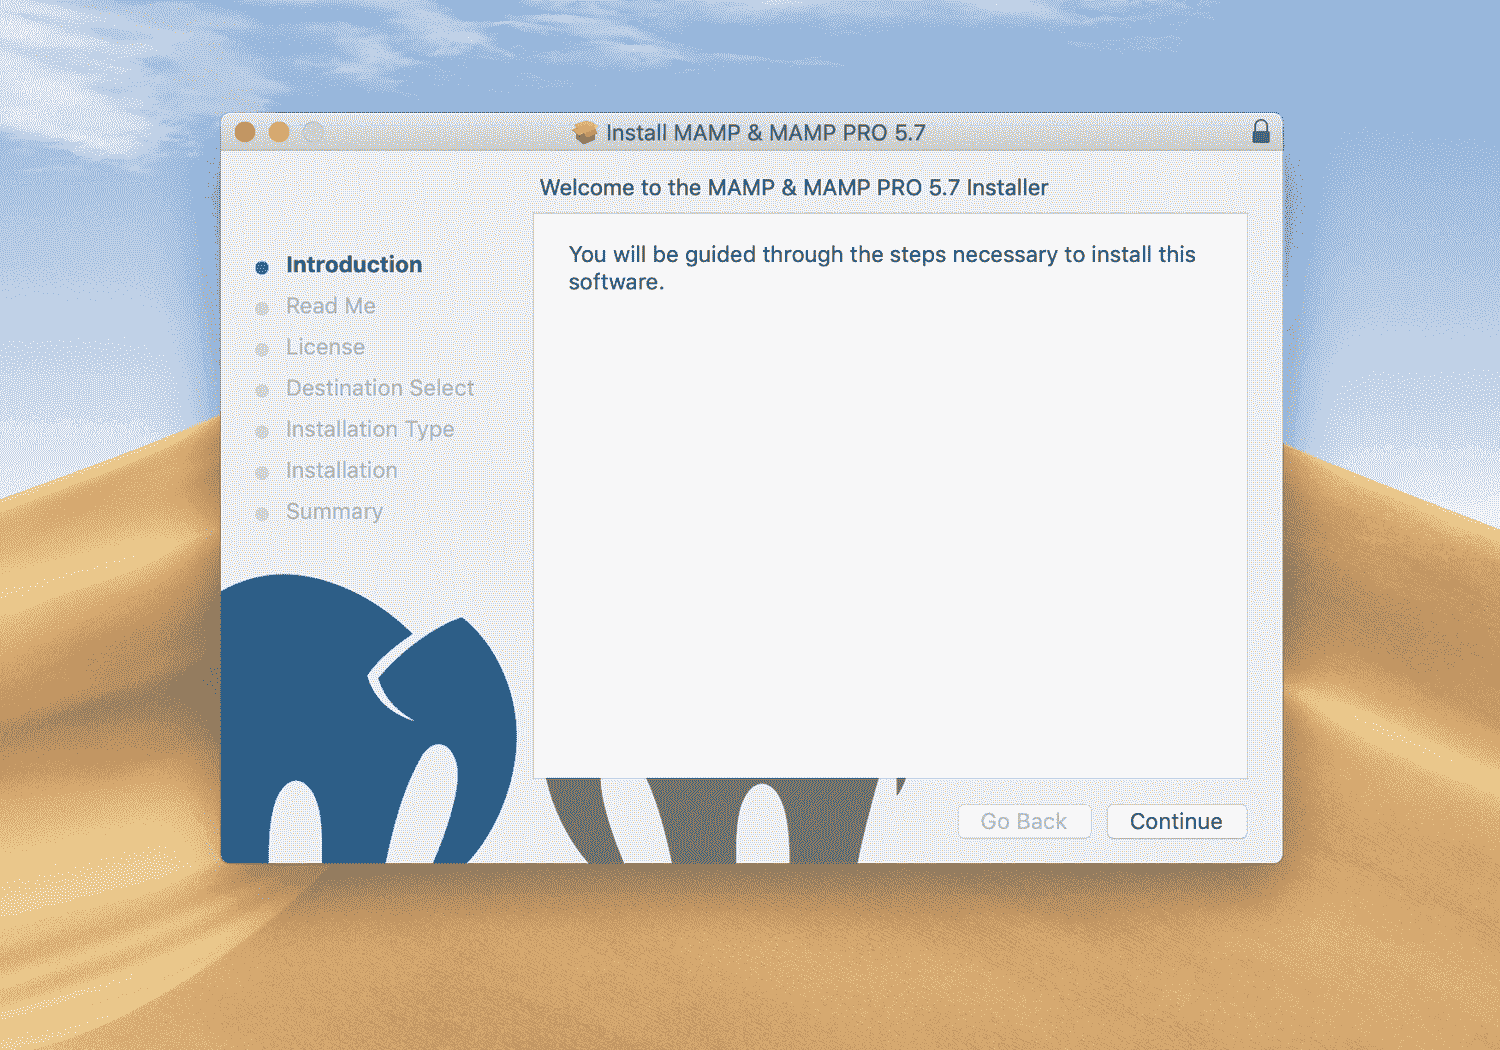 Install MAMP & MAMP PRO 5.7
Welcome to the MAMP & MAMP PRO 5.7 Installer
Introduction
Read Me
License
Destination Select
Installation Type
Installation
Summary
You will be guided through the steps necessary to install this
software.
Go Back
Continue